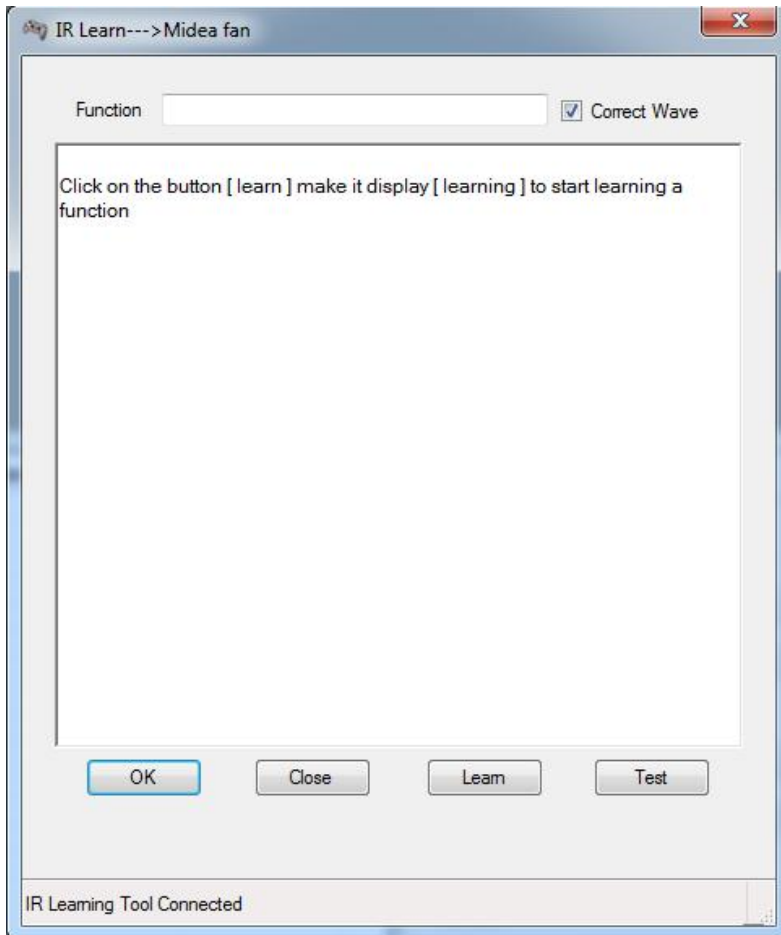 IR Learn--->Midea fan
Function
Correct Wave
Click on the button [ learn ] make it display [ learning ] to start learning a
function
OK
Close
Learn
Test
IR Learning Tool Connected